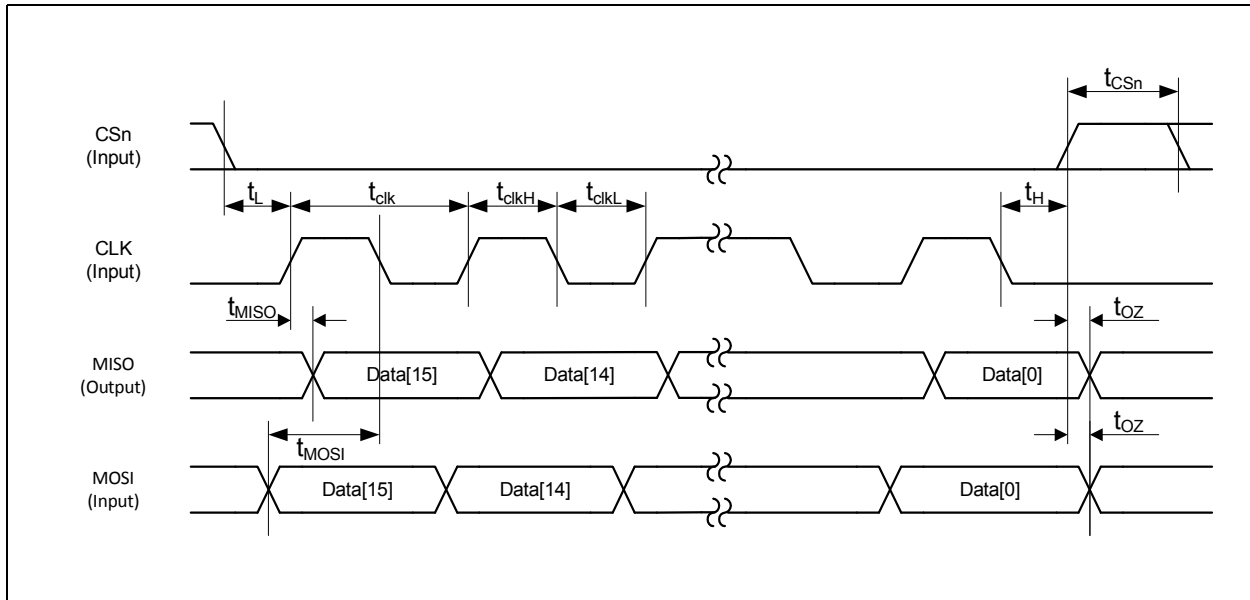 tCSn
CSn
(Input)
tL
tclk
tclkH
tclkL
tH
CLK
(Input)
tMISO
tOZ
MISO
(Output)
Data[15]
Data[14]
Data[0]
tMOSI
tOZ
MOSI
(Input)
Data[15]
Data[14]
Data[0]